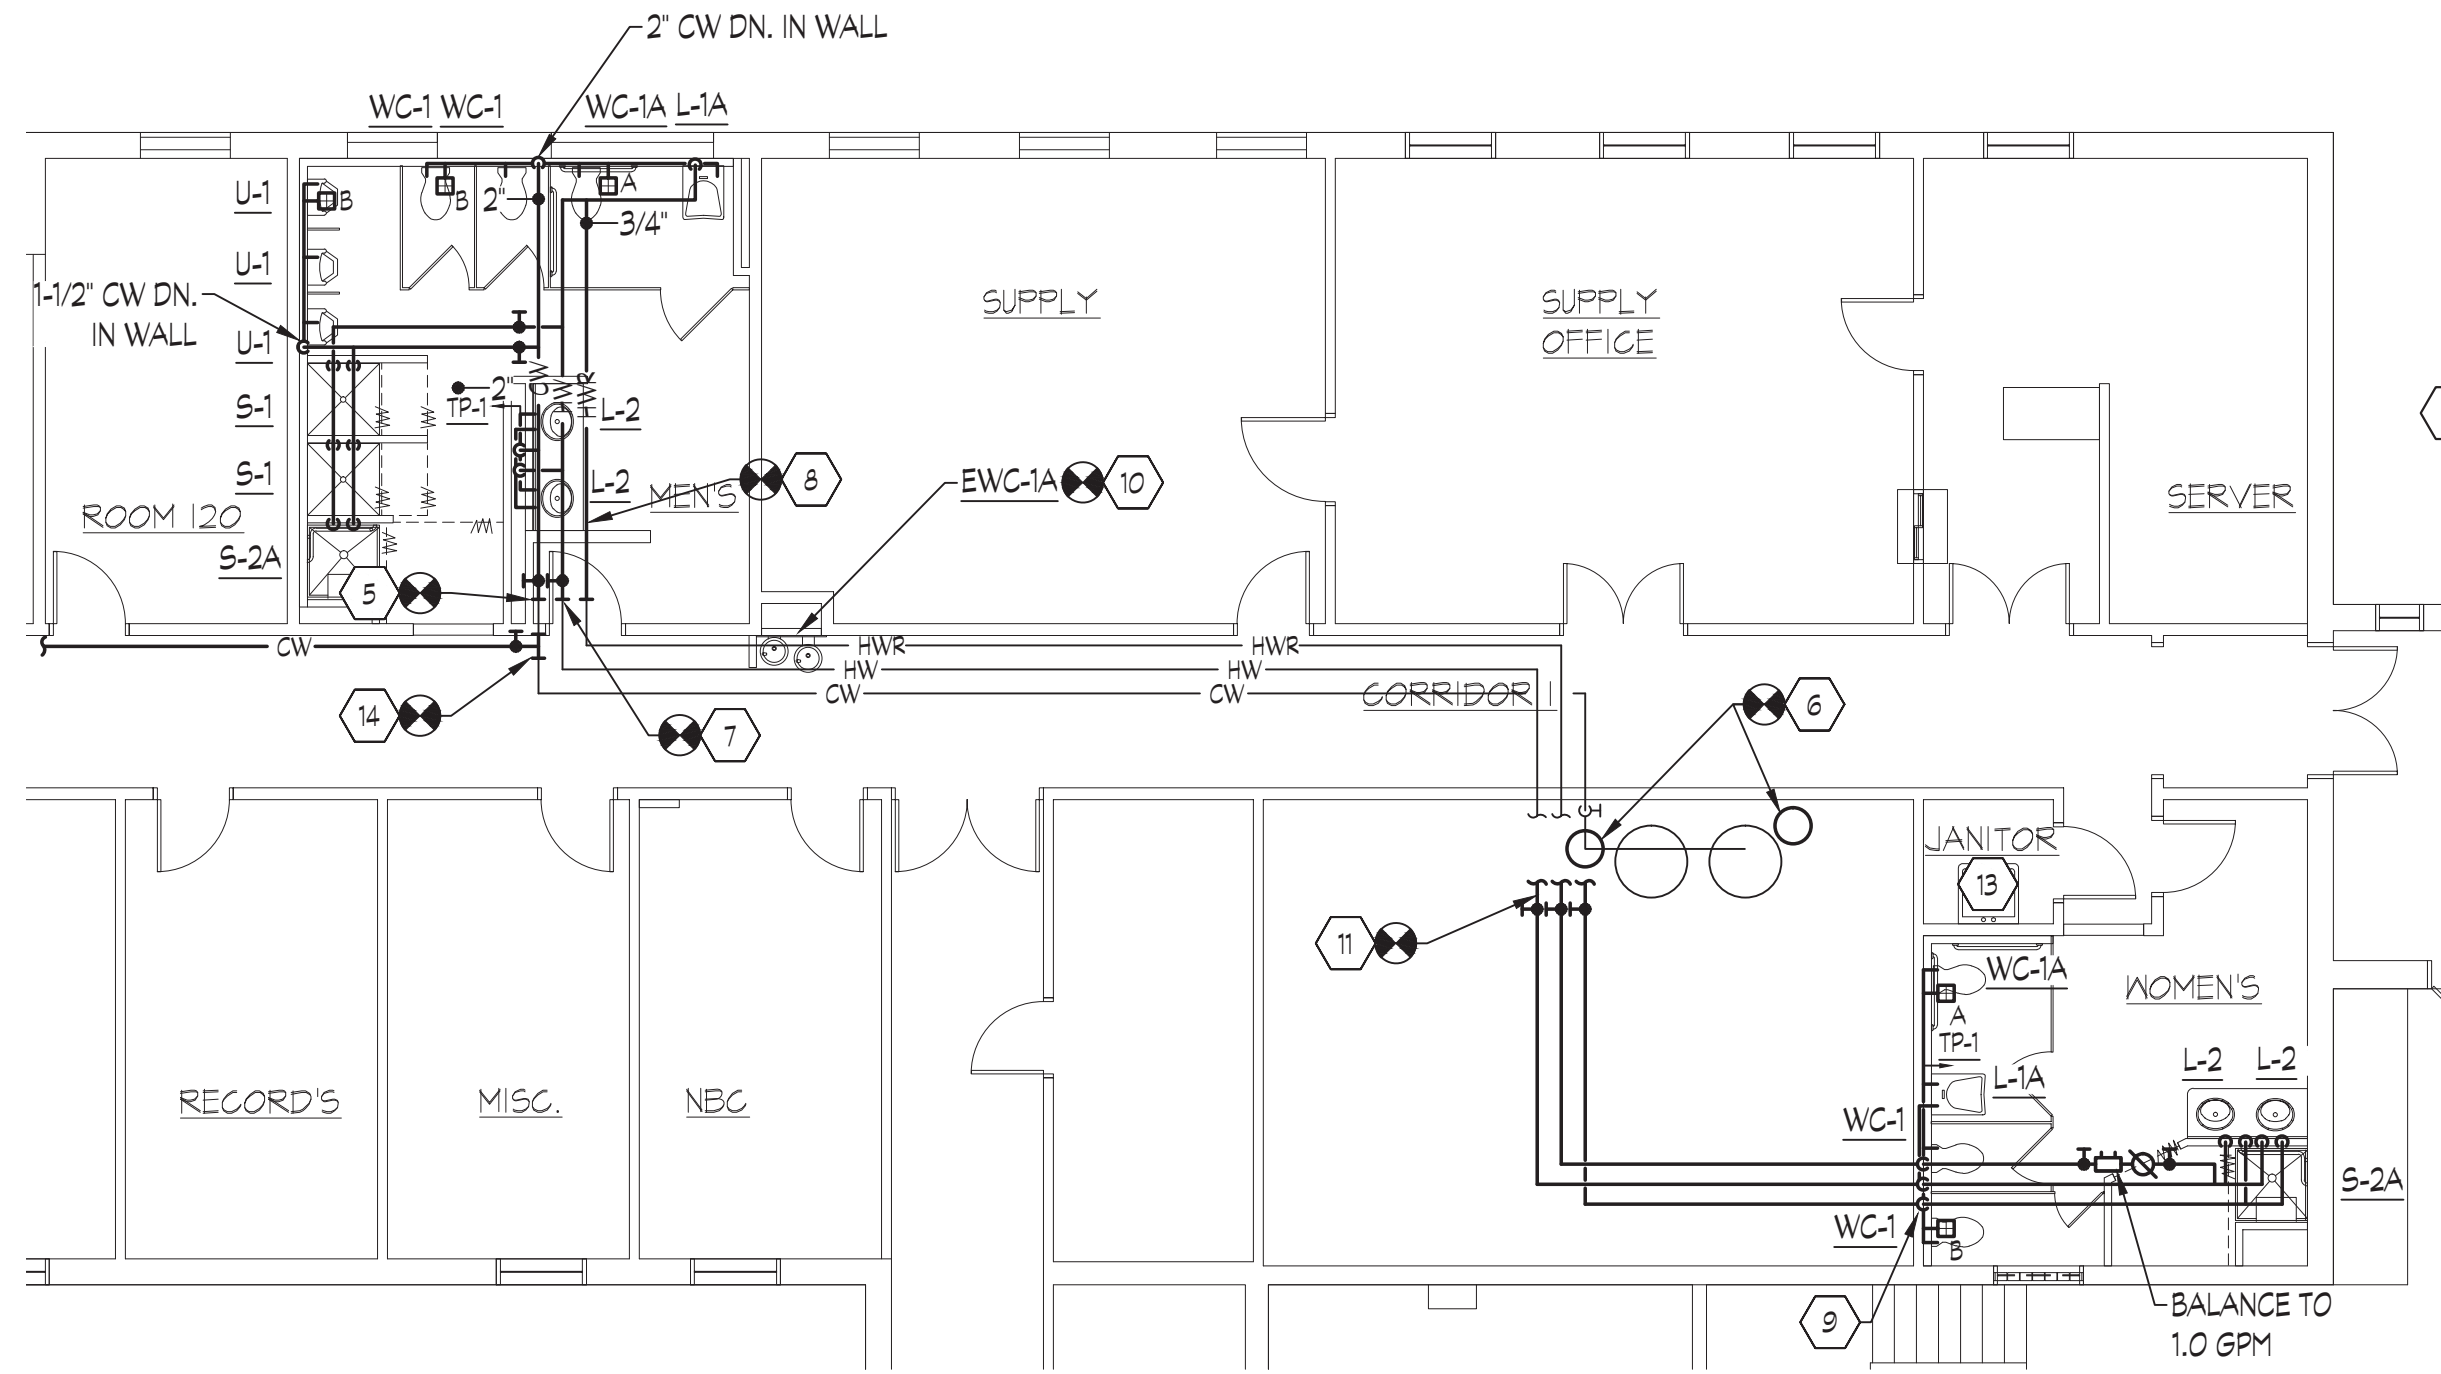 2" CW DN. IN WALL
WC-1 WC-1 WC-1A L-1A
U-1
B
B
2"
A
3/4"
U-1
1-1/2" CW DN.
IN WALL
U-1
SUPPLY
SUPPLY
OFFICE
2"
CW
HW
HWR
S-1
TP-1
L-2
S-1
L-2
MEN'S
8
EWC-1A
10
SERVER
ROOM 120
S-2A
5
CW
HWR
HWR
HW
HW
CW
CW
CORRIDOR 1
14
7
6
JANITOR
13
11
WC-1A
WOMEN'S
A
TP-1
L-1A
L-2
L-2
RECORD'S
MISC.
NBC
WC-1
S-2A
WC-1
B
9
BALANCE TO
1.0 GPM